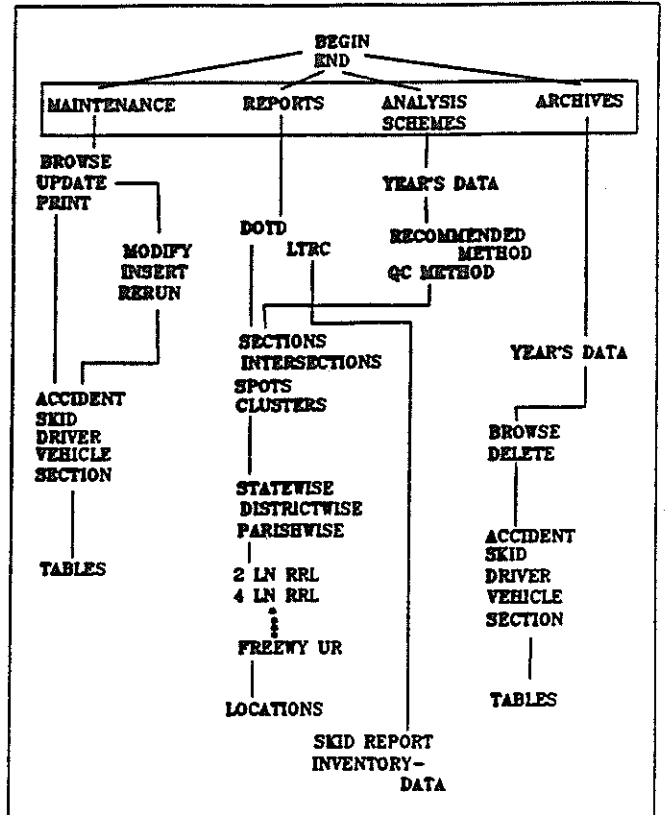 BEGIN
END
MAINTENANCE
REPORTS
ANALYSIS
SCHEMES
ARCHIVES
BROWSE
UPDATE
PRINT
MODIFY
INSERT
RERUN
ACCIDENT
SKID
DRIVER
VEHICLE
SECTION
TABLES
DOTD
LTRC
YEAR'S DATA
RECOMMENDED
METHOD
QC METHOD
SECTIONS
INTERSECTIONS
SPOTS
CLUSTERS
STATEWISE
DISTRICTWISE
PARISHWISE
2 LN RRL
4 LN RRL
FREEWY UR
LOCATIONS
SKID REPORT
INVENTORY-
DATA
YEAR'S DATA
BROWSE
DELETE
ACCIDENT
SKID
DRIVER
VEHICLE
SECTION
TABLES